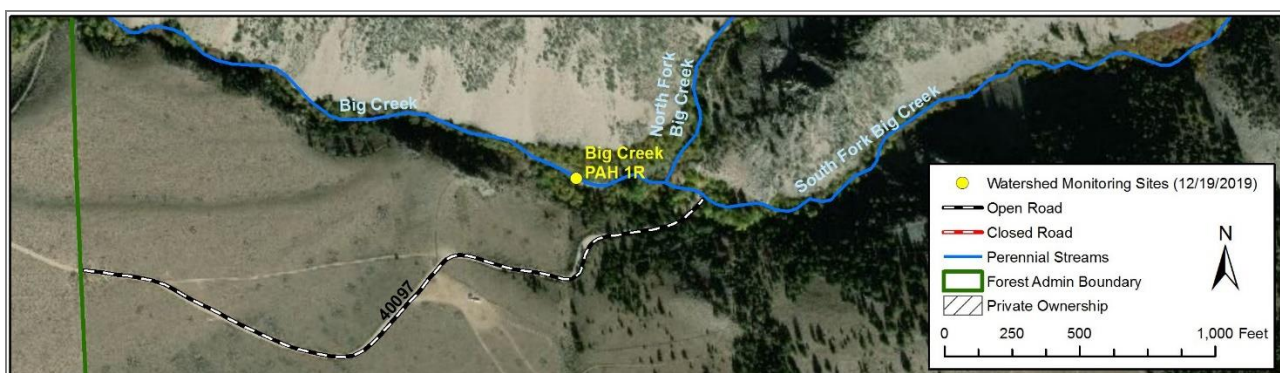 Big Creek
North Fork
Big Creek
South Fork Big Creek
Big Creek
PAH 1R
40097
Watershed Monitoring Sites (12/19/2019)
Open Road
Closed Road
Perennial Streams
Forest Admin Boundary
Private Ownership
N
0 250 500 1,000 Feet